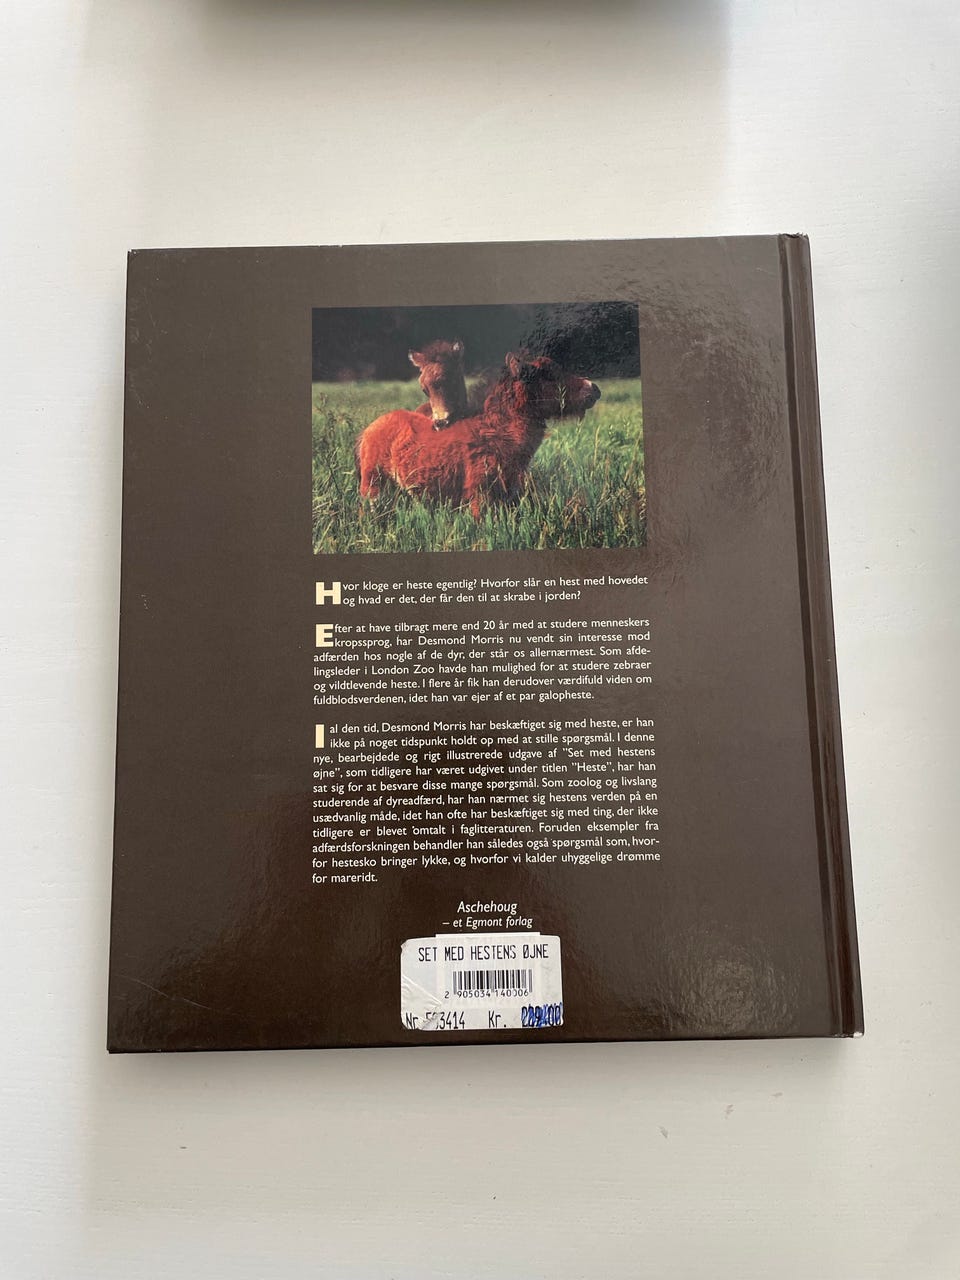 Hvor kloge er heste egentlig? Hvorfor slår en hest med hovedet
og hvad er det, der får den til at skrabe i jorden?
Efter at have tilbragt mere end 20 år med at studere menneskers
kropssprog, har Desmond Morris nu vendt sin interesse mod
adfærden hos nogle af de dyr, der står os allernærmest. Som afde-
lingsleder i London Zoo havde han mulighed for at studere zebraer
og vildtlevende heste. I flere år fik han derudover værdifuld viden om
fuldblodsverdenen, idet han var ejer af et par galopheste.
I al den tid, Desmond Morris har beskæftiget sig med heste, er han
ikke på noget tidspunkt holdt op med at stille spørgsmål. I denne
nye, bearbejdede og rigt illustrerede udgave af "Set med hestens
øjne", som tidligere har været udgivet under titlen "Heste", har han
sat sig for at besvare disse mange spørgsmål. Som zoolog og livslang
studerende af dyreadfærd, har han nærmet sig hestens verden på en
usædvanlig måde, idet han ofte har beskæftiget sig med ting, der ikke
tidligere er blevet omtalt i faglitteraturen. Foruden eksempler fra
adfærdsforskningen behandler han således også spørgsmål som, hvor-
for hestesko bringer lykke, og hvorfor vi kalder uhyggelige drømme
for mareridt.
Aschehoug
– et Egmont forlag
SET MED HESTENS ØJNE
2 905034 140006
Nr 3414 Kr.